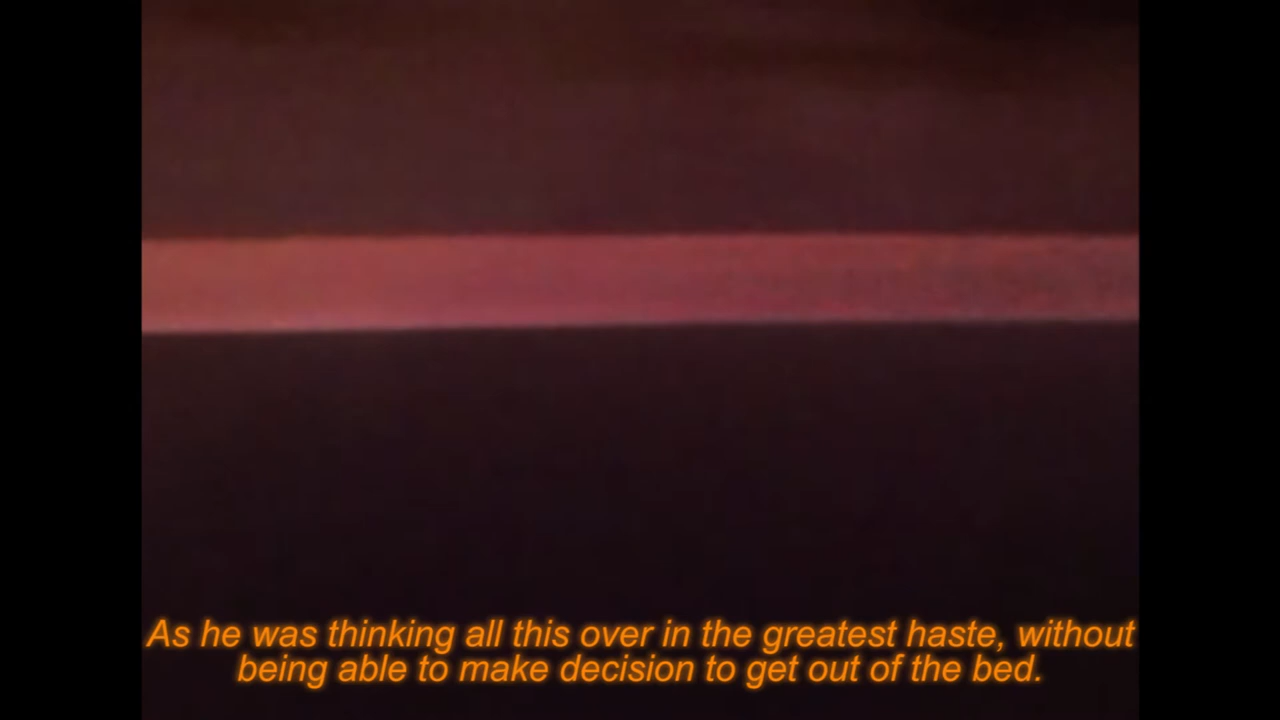 As he was thinking all this over in the greatest haste, without
being able to make decision to get out of the bed.